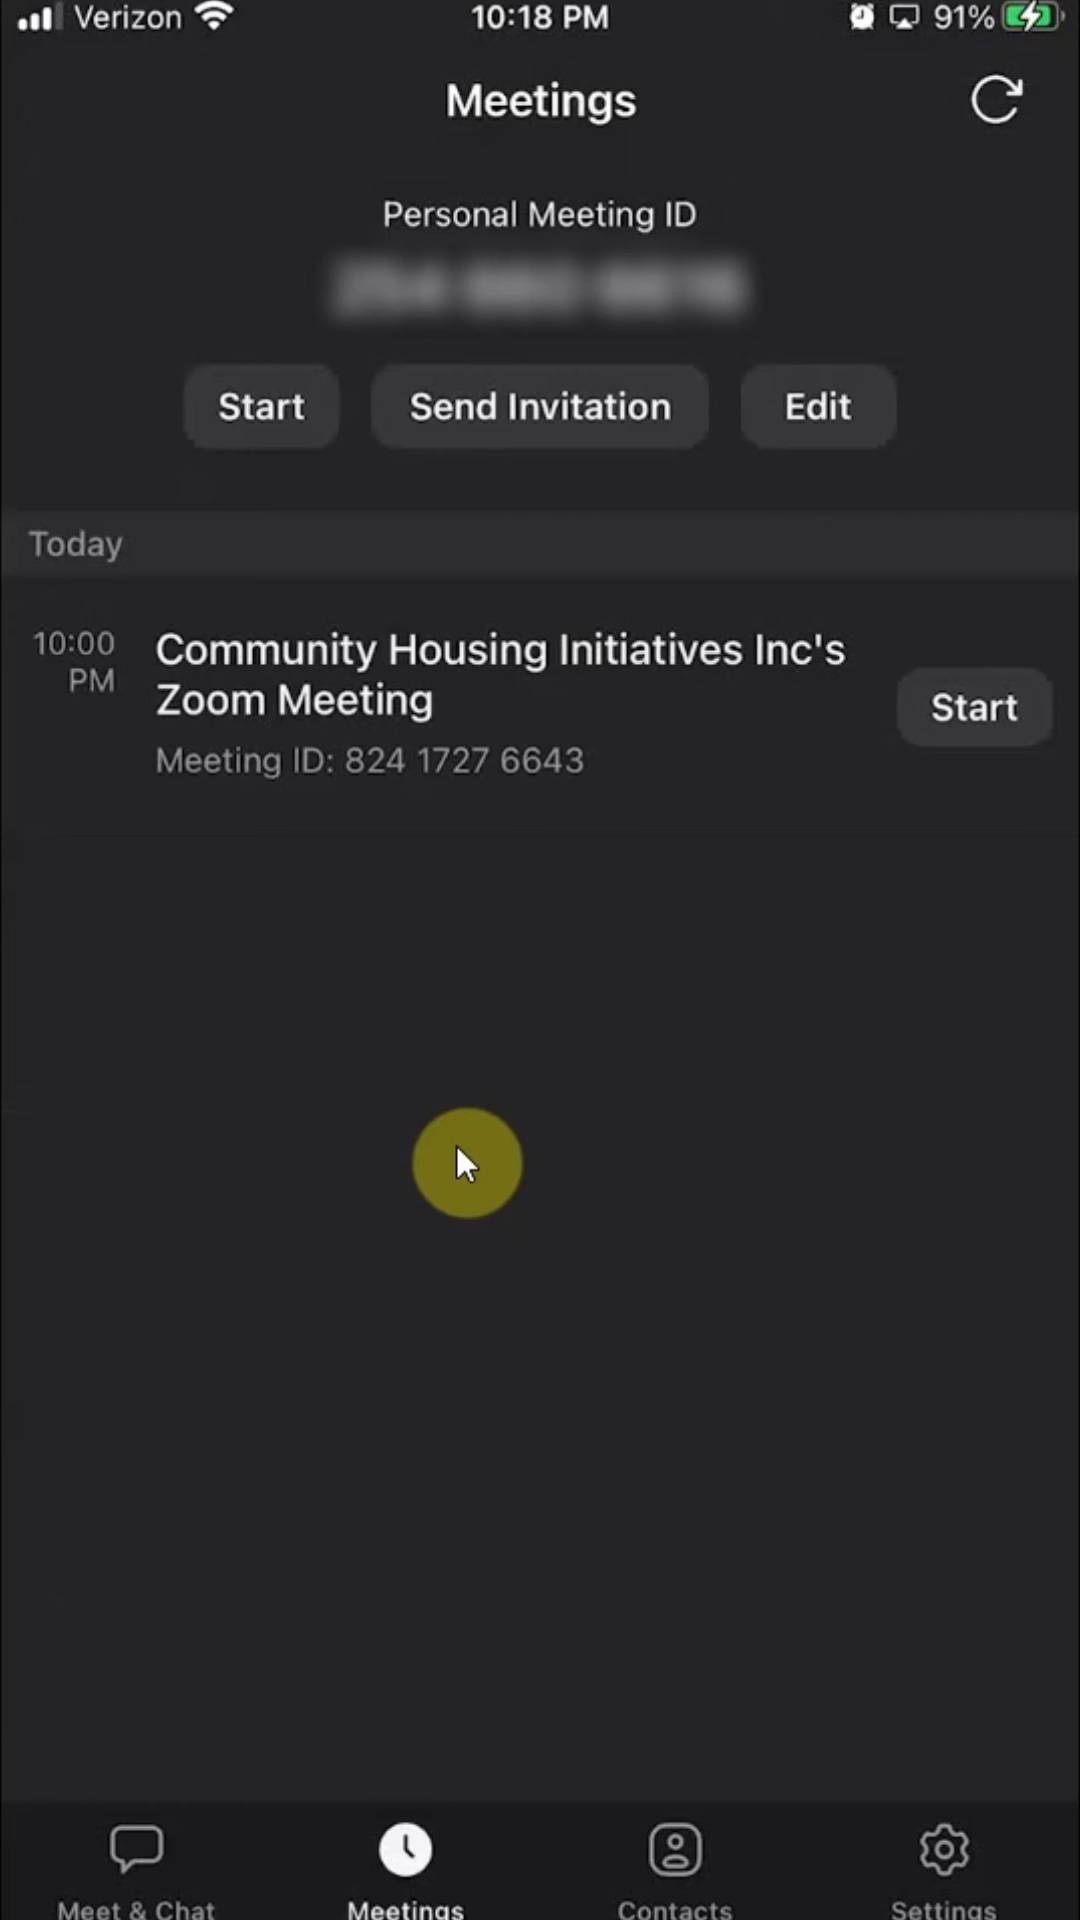 Verizon 10:18 PM 91%
Meetings
Personal Meeting ID
Start Send Invitation Edit
Today
10:00 PM
Community Housing Initiatives Inc's
Zoom Meeting
Meeting ID: 824 1727 6643
Start
Meet & Chat Meetings Contacts Settings